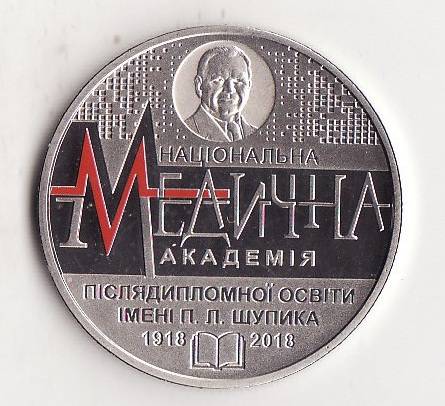 НАЦІОНАЛЬНА
МЕДИЧНА
АКАДЕМІЯ
ПІСЛЯДИПЛОМНОЇ ОСВІТИ
ІМЕНІ П. Л. ШУПИКА
1918 2018